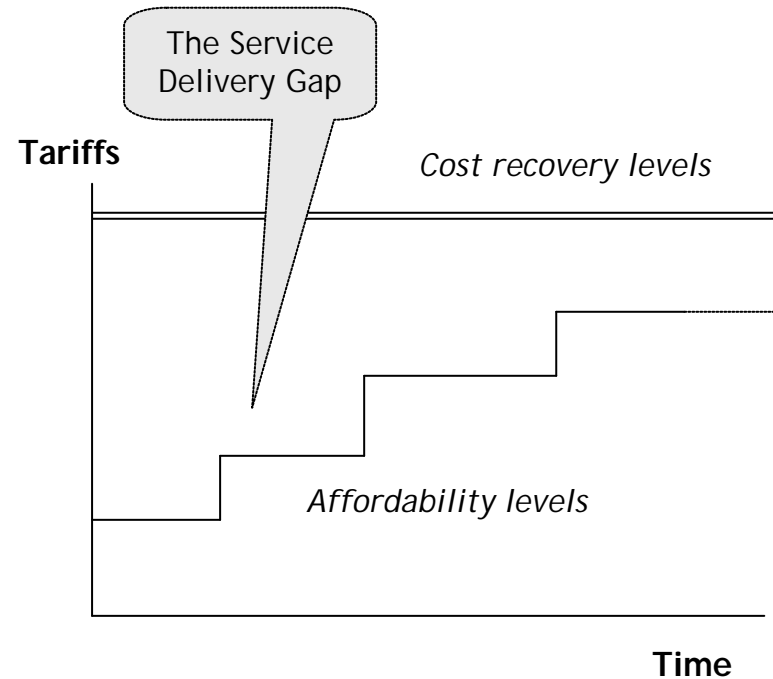 The Service
Delivery Gap
Tariffs
Cost recovery levels
Affordability levels
Time